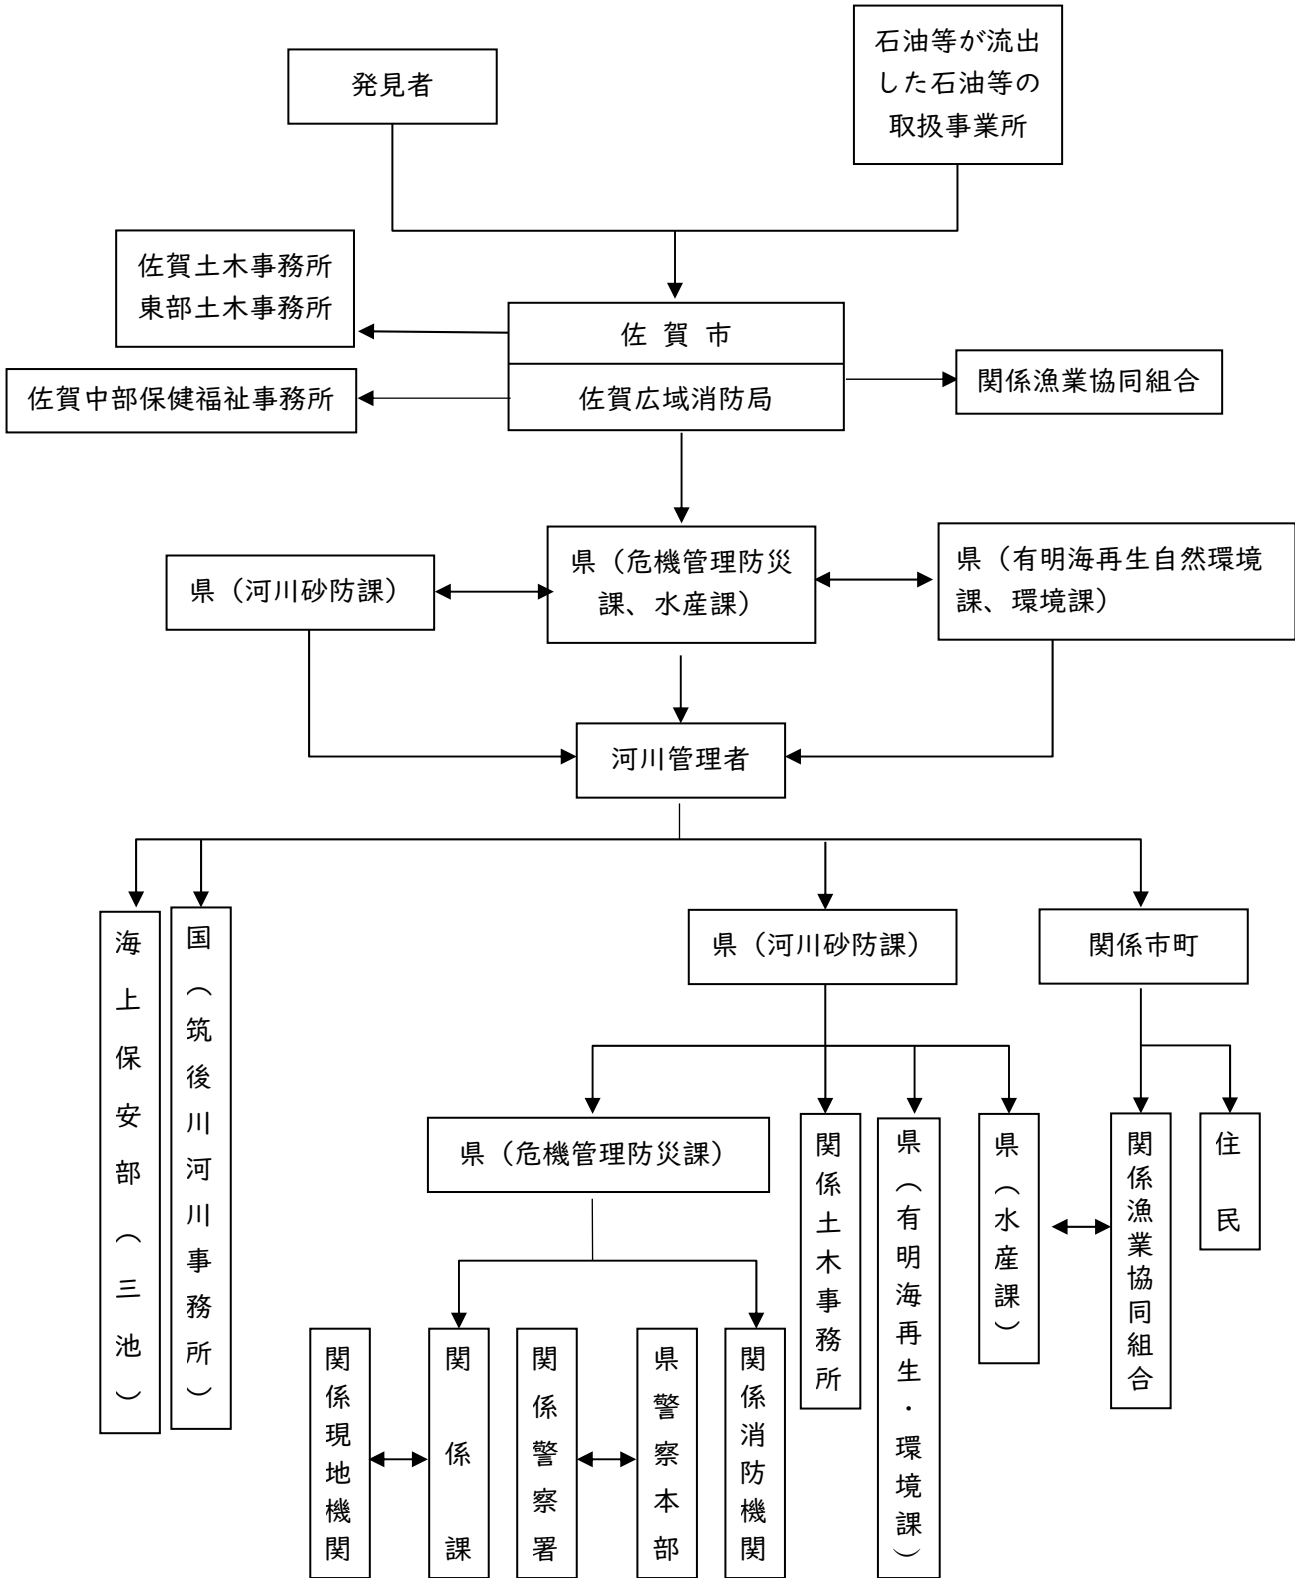 発見者
石油等が流出
した石油等の
取扱事業所
佐賀土木事務所
東部土木事務所
佐賀市
佐賀中部保健福祉事務所
佐賀広域消防局
関係漁業協同組合
県（河川砂防課）
県（危機管理防災
課、水産課）
県（有明海再生自然環境
課、環境課）
河川管理者
海上保安部（三池）
国（筑後川河川事務所）
県（河川砂防課）
関係市町
県（危機管理防災課）
関係土木事務所
県（有明海再生・環境課）
県（水産課）
関係漁業協同組合
住民
関係現地機関
関係課
関係警察署
県警察本部
関係消防機関